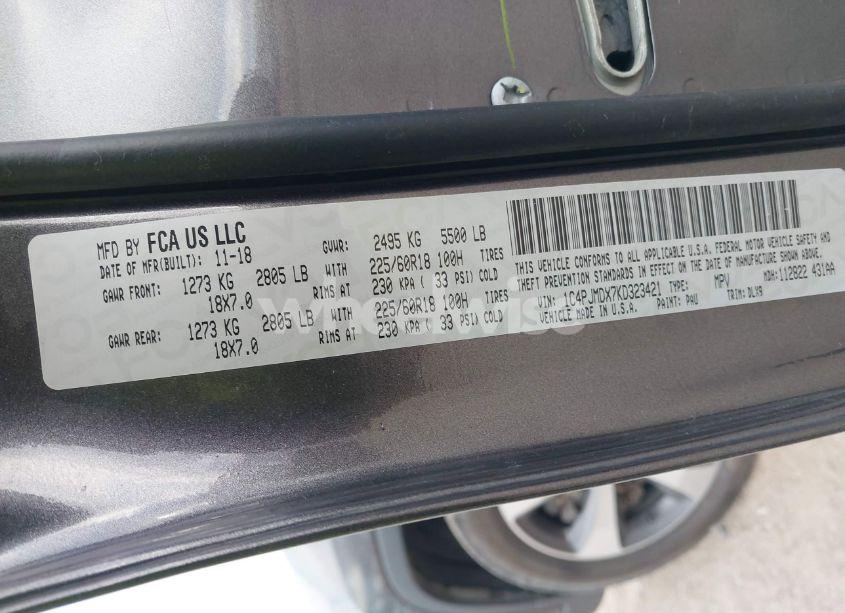 MFD BY FCA US LLC
DATE OF MFR(BUILT): 11-18 GVWR: 2495 KG 5500 LB
GAWR FRONT: 1273 KG 2805 LB WITH 225/60R18 100H TIRES
18X7.0 RIMS AT 230 KPA ( 33 PSI) COLD
GAWR REAR: 1273 KG 2805 LB WITH 225/60R18 100H TIRES
18X7.0 RIMS AT 230 KPA ( 33 PSI) COLD
THIS VEHICLE CONFORMS TO ALL APPLICABLE U.S.A. FEDERAL MOTOR VEHICLE SAFETY AND
THEFT PREVENTION STANDARDS IN EFFECT ON THE DATE OF MANUFACTURE SHOWN ABOVE.
VIN: 1C4PJMDX7KD323421 TYPE: MPV MDH: 112822 431AA
VEHICLE MADE IN U.S.A. PAINT: PAU TRIM: DLX9